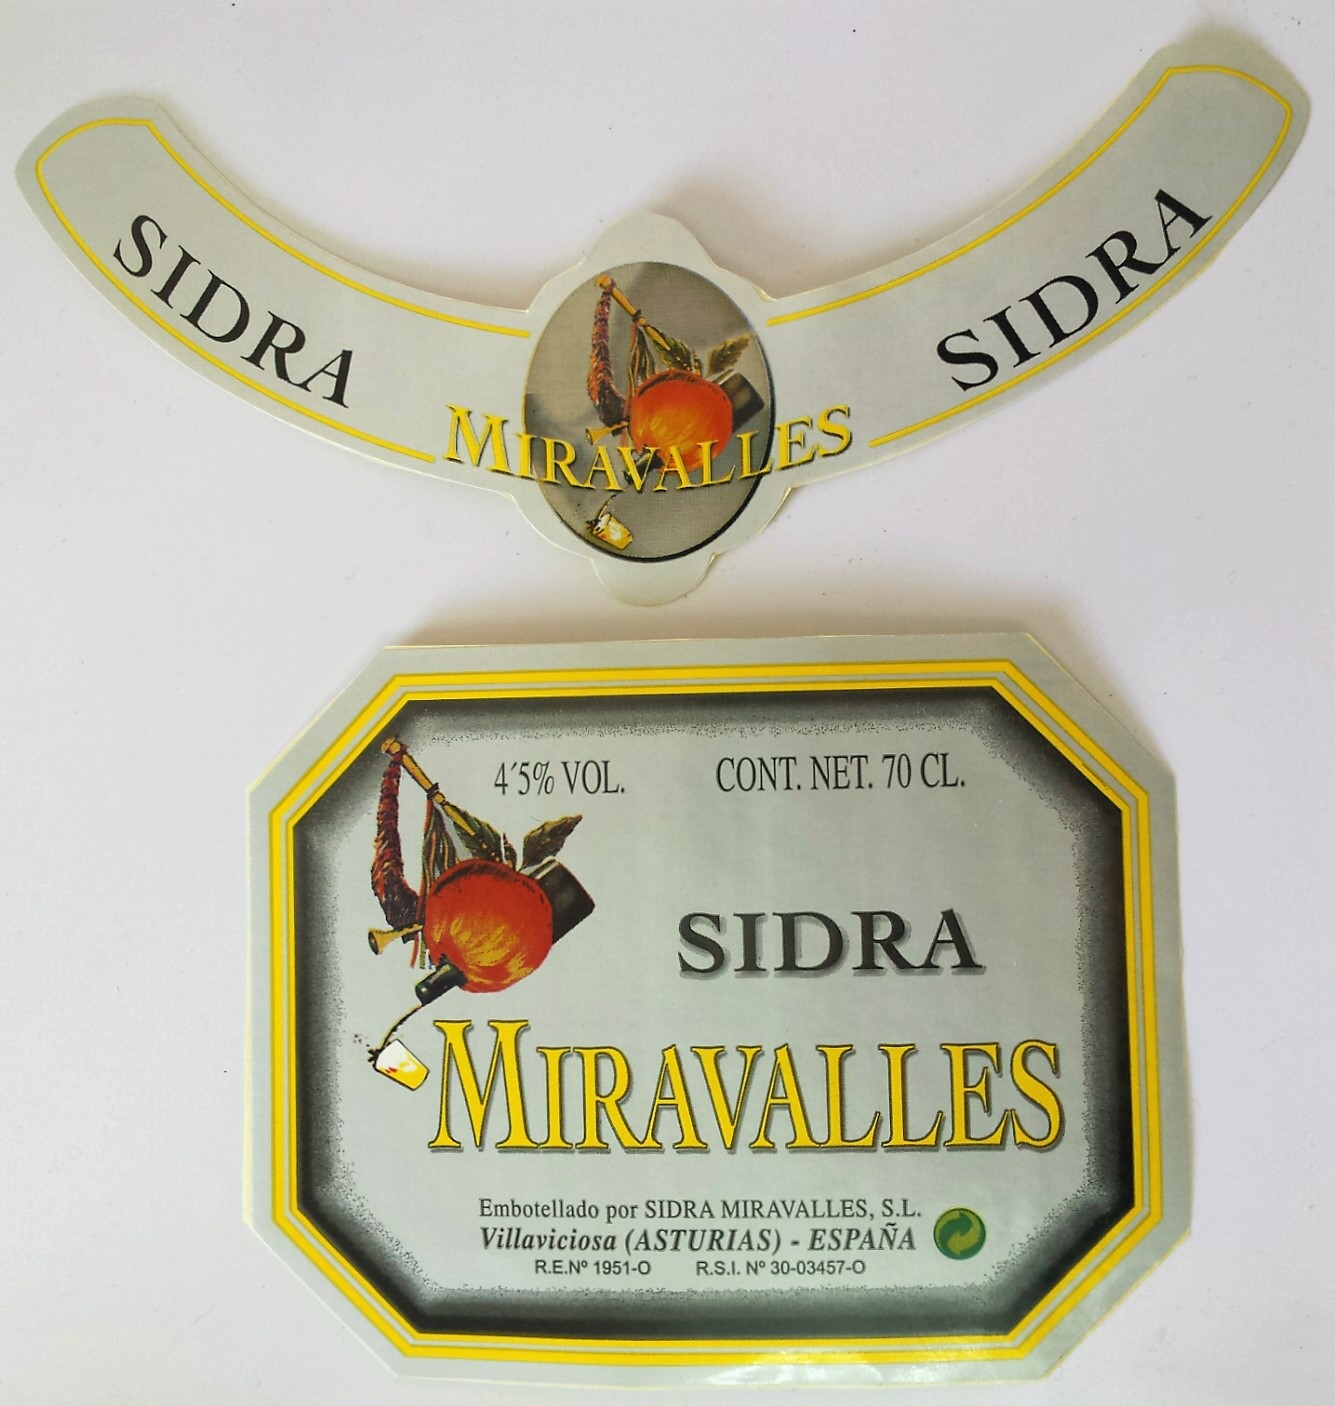 SIDRA
MIRAVALLES
SIDRA
4´5% VOL.
CONT. NET. 70 CL.
SIDRA
MIRAVALLES
Embotellado por SIDRA MIRAVALLES, S.L.
Villaviciosa (ASTURIAS) - ESPAÑA
R.E.Nº 1951-O R.S.I. Nº 30-03457-O